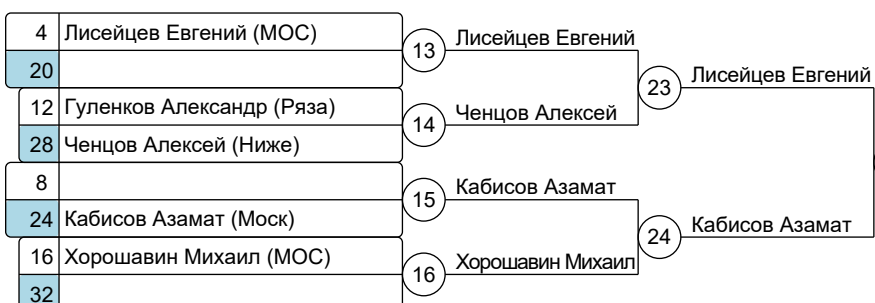 4 Лисейцев Евгений (МОС)
20
12 Гуленков Александр (Ряза)
28 Ченцов Алексей (Ниже)
8
24 Кабисов Азамат (Моск)
16 Хорошавин Михаил (МОС)
32
13 Лисейцев Евгений
14 Ченцов Алексей
15 Кабисов Азамат
16 Хорошавин Михаил
23 Лисейцев Евгений
24 Кабисов Азамат